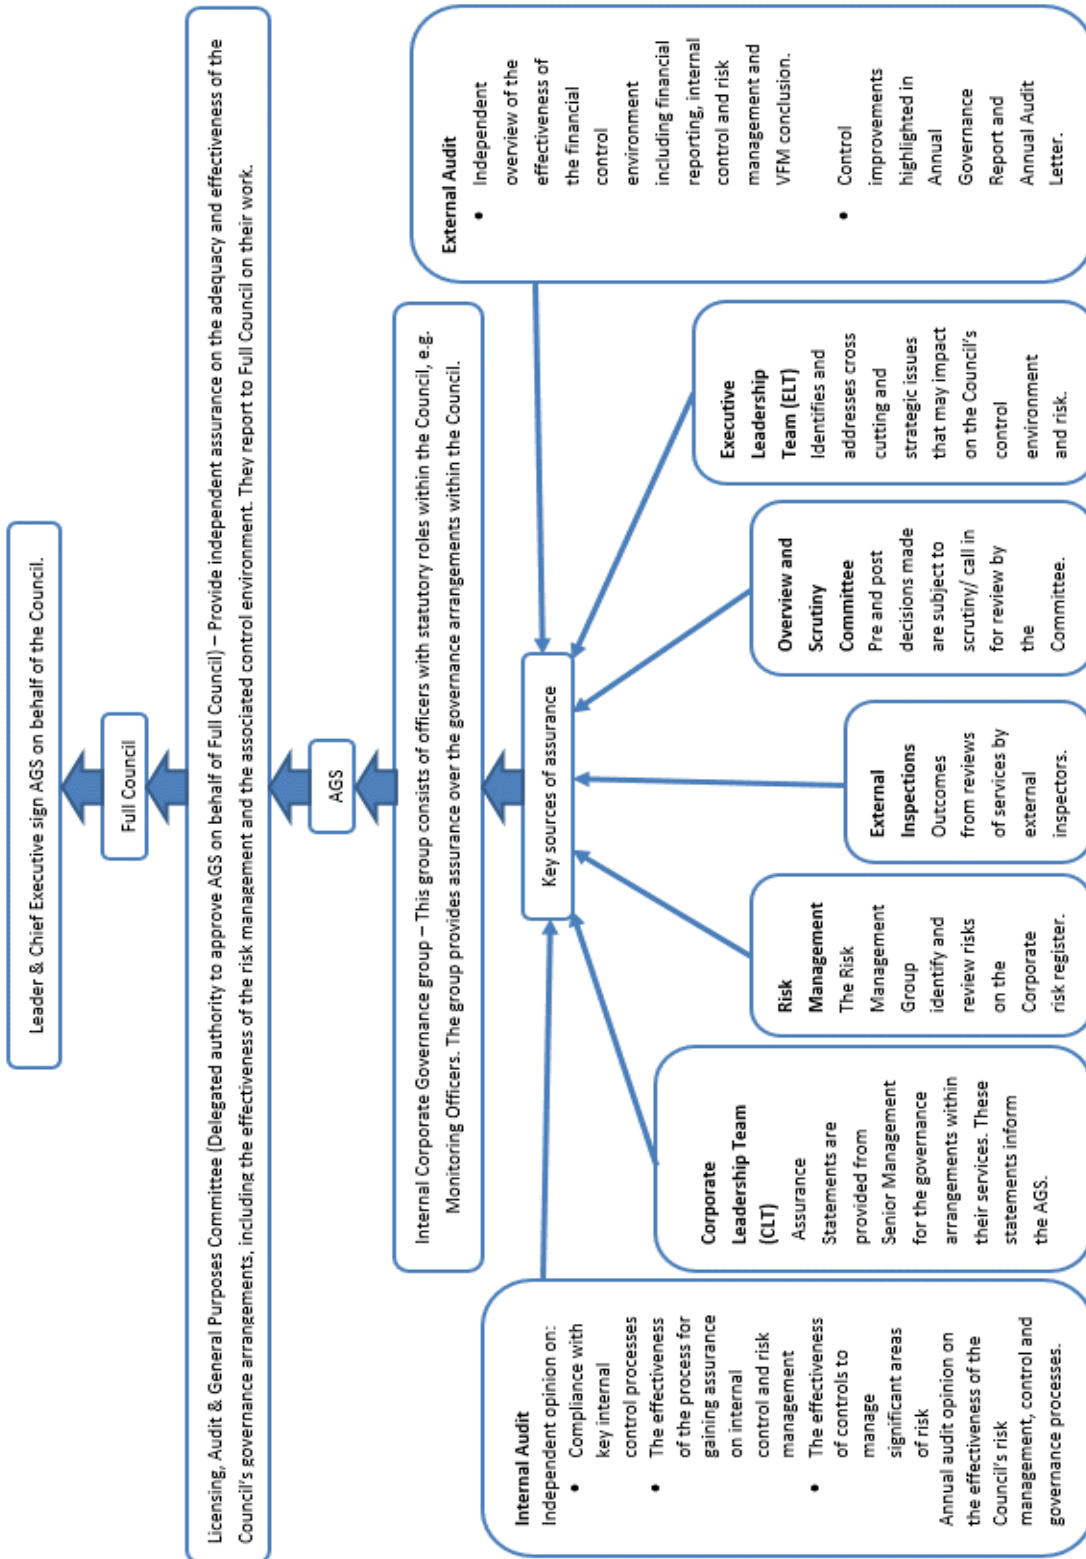 Leader & Chief Executive sign AGS on behalf of the Council.
Full Council
Licensing, Audit & General Purposes Committee (Delegated authority to approve AGS on behalf of Full Council) – Provide independent assurance on the adequacy and effectiveness of the
Council's governance arrangements, including the effectiveness of the risk management and the associated control environment. They report to Full Council on their work.
AGS
Internal Corporate Governance group – This group consists of officers with statutory roles within the Council, e.g.
Monitoring Officers. The group provides assurance over the governance arrangements within the Council.
Key sources of assurance
Internal Audit
Independent opinion on:
• Compliance with
key internal
control processes
• The effectiveness
of the process for
gaining assurance
on internal
control and risk
management
• The effectiveness
of controls to
manage
significant areas
of risk
Annual audit opinion on
the effectiveness of the
Council's risk
management, control and
governance processes.
Corporate
Leadership Team
(CLT)
Assurance
Statements are
provided from
Senior Management
for the governance
arrangements within
their services. These
statements inform
the AGS.
Risk
Management
The Risk
Management
Group
identify and
review risks
on the
Corporate
risk register.
External
Inspections
Outcomes
from reviews
of services by
external
inspectors.
Overview and
Scrutiny
Committee
Pre and post
decisions made
are subject to
scrutiny/ call in
for review by
the
Committee.
Executive
Leadership
Team (ELT)
Identifies and
addresses cross
cutting and
strategic issues
that may impact
on the Council's
control
environment
and risk.
External Audit
• Independent
overview of the
effectiveness of
the financial
control
environment
including financial
reporting, internal
control and risk
management and
VFM conclusion.
• Control
improvements
highlighted in
Annual
Governance
Report and
Annual Audit
Letter.